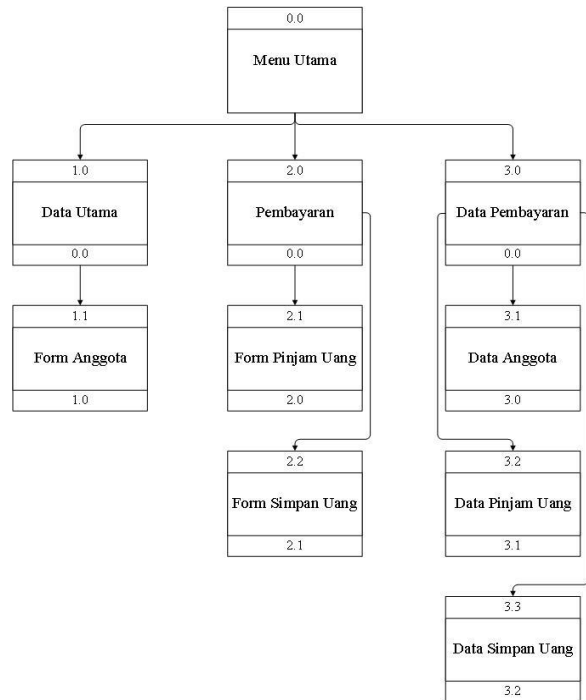 0.0
Menu Utama
1.0
Data Utama
0.0
2.0
Pembayaran
0.0
3.0
Data Pembayaran
0.0
1.1
Form Anggota
1.0
2.1
Form Pinjam Uang
2.0
3.1
Data Anggota
3.0
2.2
Form Simpan Uang
2.1
3.2
Data Pinjam Uang
3.1
3.3
Data Simpan Uang
3.2